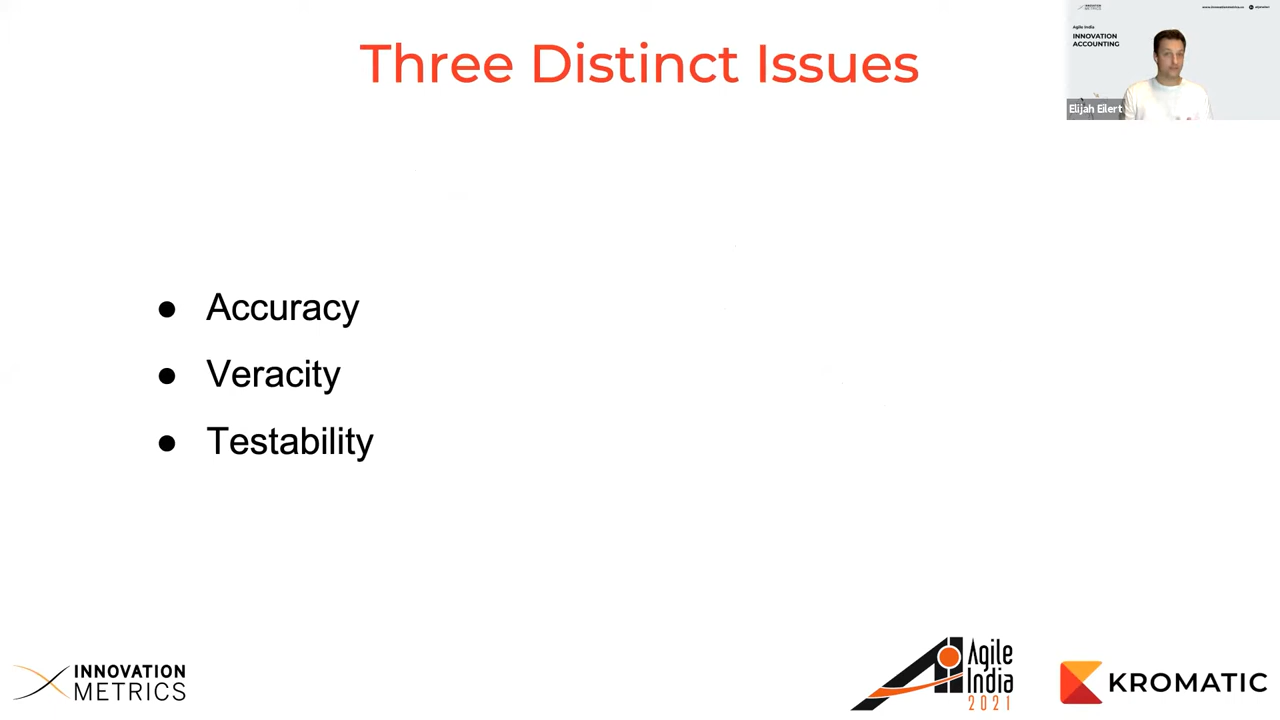 Three Distinct Issues
Agile India
INNOVATION
ACCOUNTING
Elijah Eilert
● Accuracy
● Veracity
● Testability
INNOVATION
METRICS
Agile
India
2021
KROMATIC